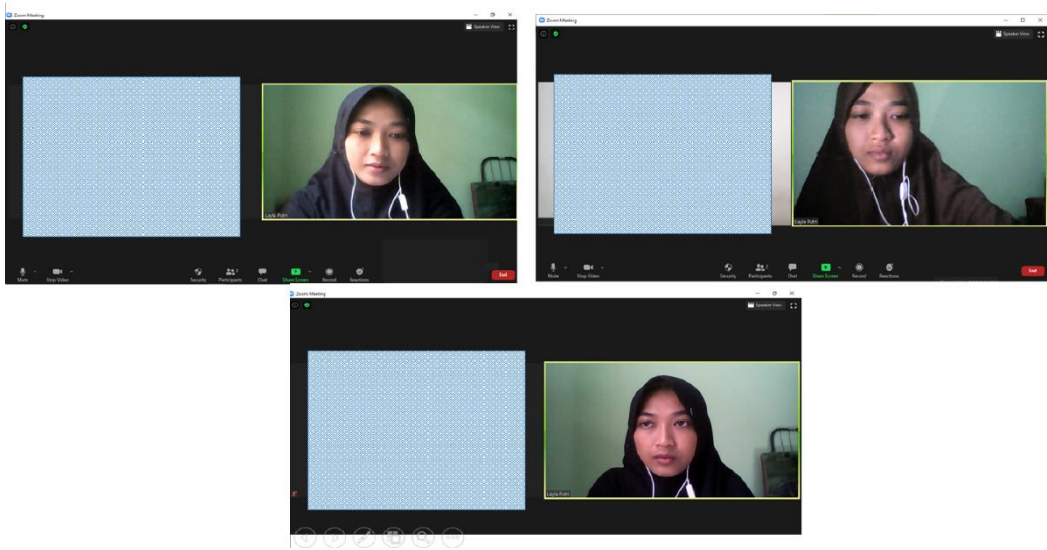 Zoom Meeting
Speaker View
Layla Putri
Mute
Stop Video
Security
Participants
Chat
Share Screen
Record
Reactions
End
Zoom Meeting
Speaker View
Layla Putri
Mute
Stop Video
Security
Participants
Chat
Share Screen
Record
Reactions
End
Zoom Meeting
Speaker View
Layla Putri